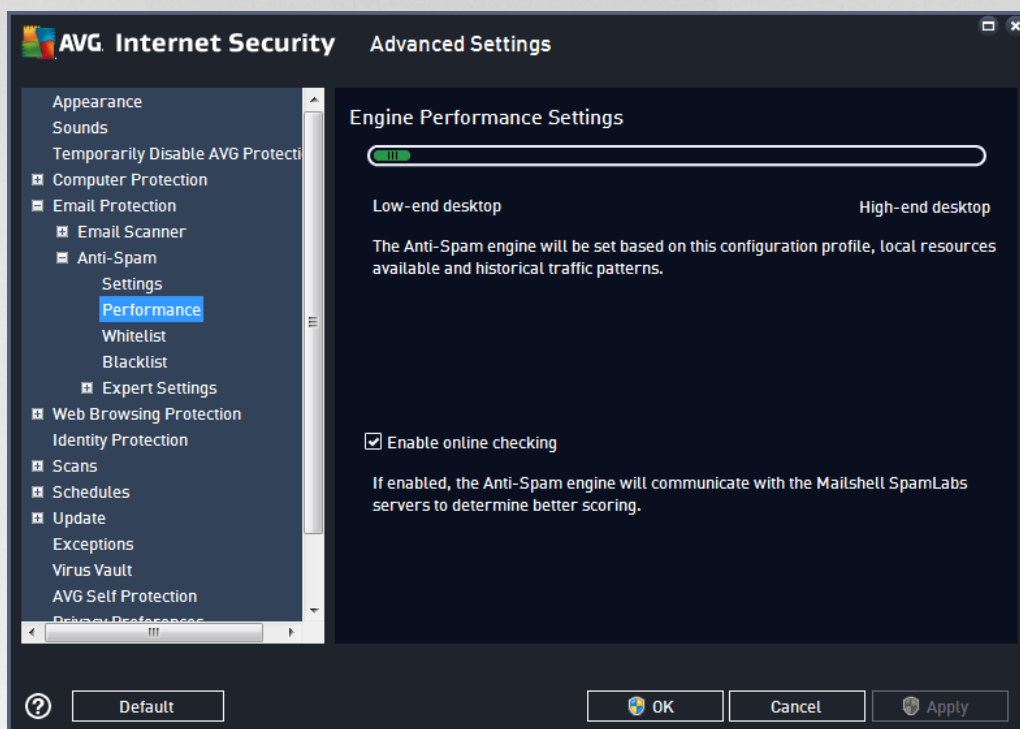 AVG. Internet Security Advanced Settings
Appearance
Sounds
Temporarily Disable AVG Protecti
Computer Protection
Email Protection
Email Scanner
Anti-Spam
Settings
Performance
Whitelist
Blacklist
Expert Settings
Web Browsing Protection
Identity Protection
Scans
Schedules
Update
Exceptions
Virus Vault
AVG Self Protection
Privacy Preferences
Engine Performance Settings
Low-end desktop High-end desktop
The Anti-Spam engine will be set based on this configuration profile, local resources
available and historical traffic patterns.
Enable online checking
If enabled, the Anti-Spam engine will communicate with the Mailshell SpamLabs
servers to determine better scoring.
? Default OK Cancel Apply